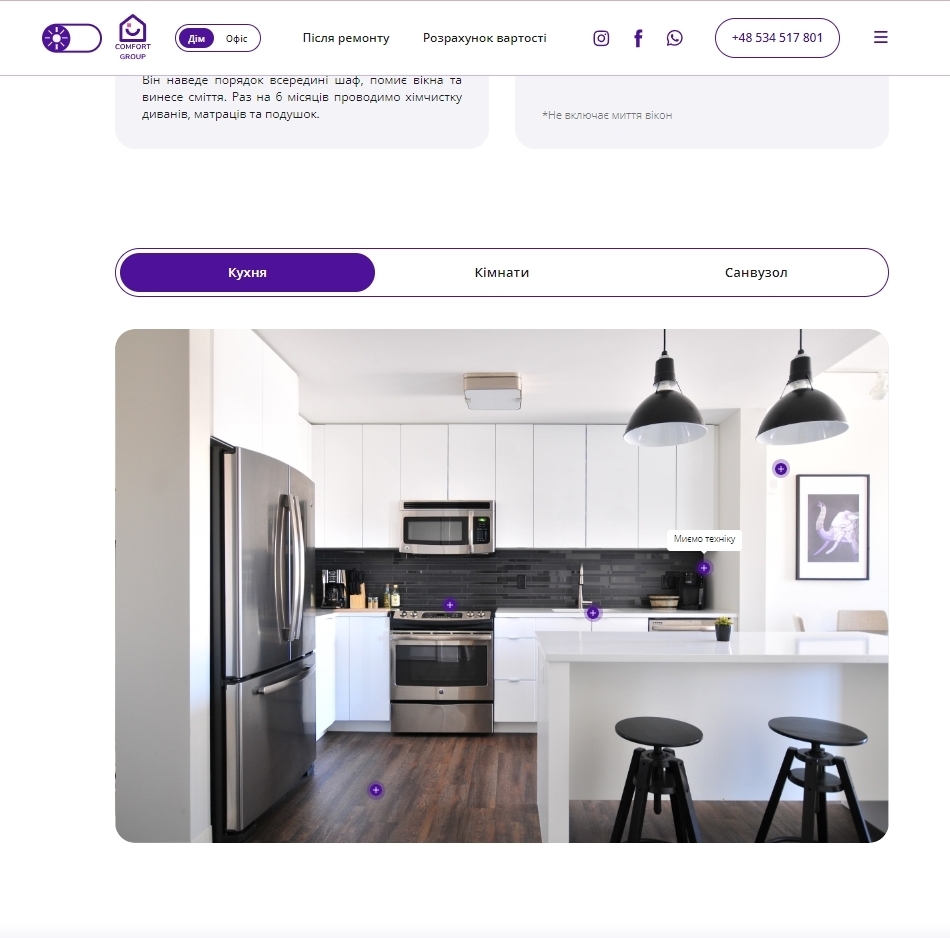 COMFORT
GROUP
Дім
Офіс
Після ремонту
Розрахунок вартості
+48 534 517 801
Він наведе порядок всередині шаф, помиє вікна та
винесе сміття. Раз на 6 місяців проводимо хімчистку
диванів, матраців та подушок.
*Не включає миття вікон
Кухня
Кімнати
Санвузол
Миємо техніку